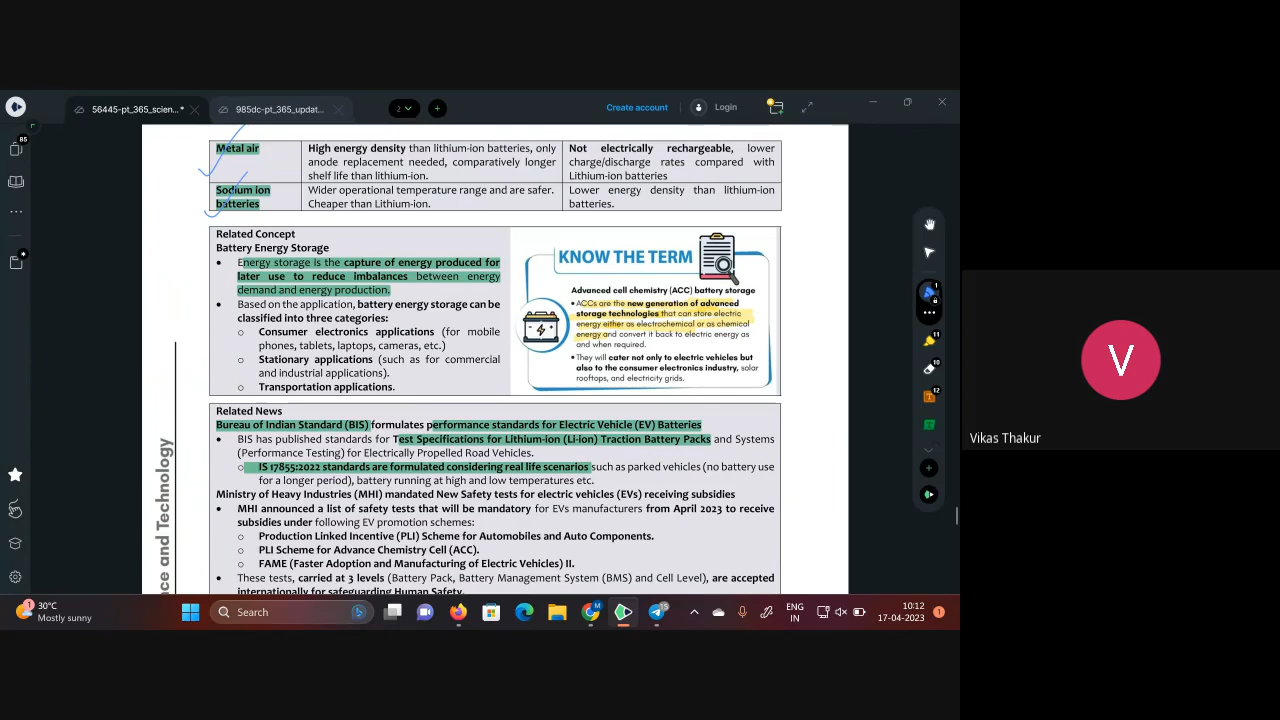 56445-pt_365_scien...*
985dc-pt_365_updat...
2
Create account
Login
85
Metal air
High energy density than lithium-ion batteries, only
anode replacement needed, comparatively longer
shelf life than lithium-ion.
Not electrically rechargeable, lower
charge/discharge rates compared with
Lithium-ion batteries
Sodium ion
batteries
Wider operational temperature range and are safer.
Cheaper than Lithium-ion.
Lower energy density than lithium-ion
batteries.
Related Concept
Battery Energy Storage
• Energy storage is the capture of energy produced for
later use to reduce imbalances between energy
demand and energy production.
• Based on the application, battery energy storage can be
classified into three categories:
o Consumer electronics applications (for mobile
phones, tablets, laptops, cameras, etc.)
o Stationary applications (such as for commercial
and industrial applications).
o Transportation applications.
KNOW THE TERM
Advanced cell chemistry (ACC) battery storage
•ACCs are the new generation of advanced
storage technologies that can store electric
energy either as electrochemical or as chemical
energy and convert it back to electric energy as
and when required.
•They will cater not only to electric vehicles but
also to the consumer electronics industry, solar
rooftops, and electricity grids.
Related News
Bureau of Indian Standard (BIS) formulates performance standards for Electric Vehicle (EV) Batteries
• BIS has published standards for Test Specifications for Lithium-ion (Li-ion) Traction Battery Packs and Systems
(Performance Testing) for Electrically Propelled Road Vehicles.
o IS 17855:2022 standards are formulated considering real life scenarios such as parked vehicles (no battery use
for a longer period), battery running at high and low temperatures etc.
Ministry of Heavy Industries (MHI) mandated New Safety tests for electric vehicles (EVs) receiving subsidies
• MHI announced a list of safety tests that will be mandatory for EVs manufacturers from April 2023 to receive
subsidies under following EV promotion schemes:
o Production Linked Incentive (PLI) Scheme for Automobiles and Auto Components.
o PLI Scheme for Advance Chemistry Cell (ACC).
o FAME (Faster Adoption and Manufacturing of Electric Vehicles) II.
• These tests, carried at 3 levels (Battery Pack, Battery Management System (BMS) and Cell Level), are accepted
internationally for safeguarding Human Safety.
nce and Technology
1
11
10
12
V
Vikas Thakur
1
30°C
Mostly sunny
Search
M
15
ENG
IN
10:12
17-04-2023
1